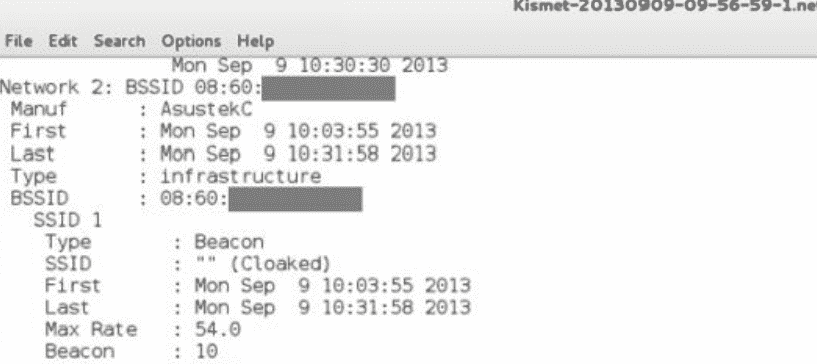 Kismet-20130909-09-56-59-1.net
File Edit Search Options Help
Mon Sep  9 10:30:30 2013
Network 2: BSSID 08:60:
Manuf : AsustekC
First : Mon Sep  9 10:03:55 2013
Last : Mon Sep  9 10:31:58 2013
Type : infrastructure
BSSID : 08:60:
SSID 1
Type : Beacon
SSID : "" (Cloaked)
First : Mon Sep  9 10:03:55 2013
Last : Mon Sep  9 10:31:58 2013
Max Rate : 54.0
Beacon : 10